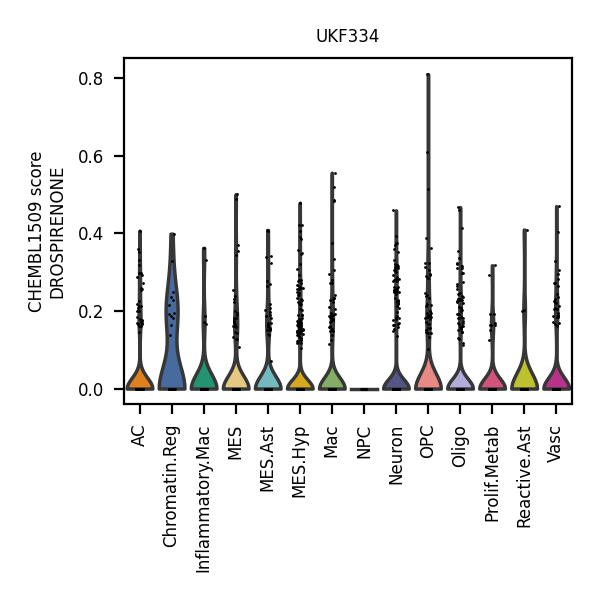 UKF334
CHEMBL1509 score
DROSPIRENONE
0.8
0.6
0.4
0.2
0.0
AC
Chromatin.Reg
Inflammatory.Mac
MES
MES.Ast
MES.Hyp
Mac
NPC
Neuron
OPC
Oligo
Prolif.Metab
Reactive.Ast
Vasc